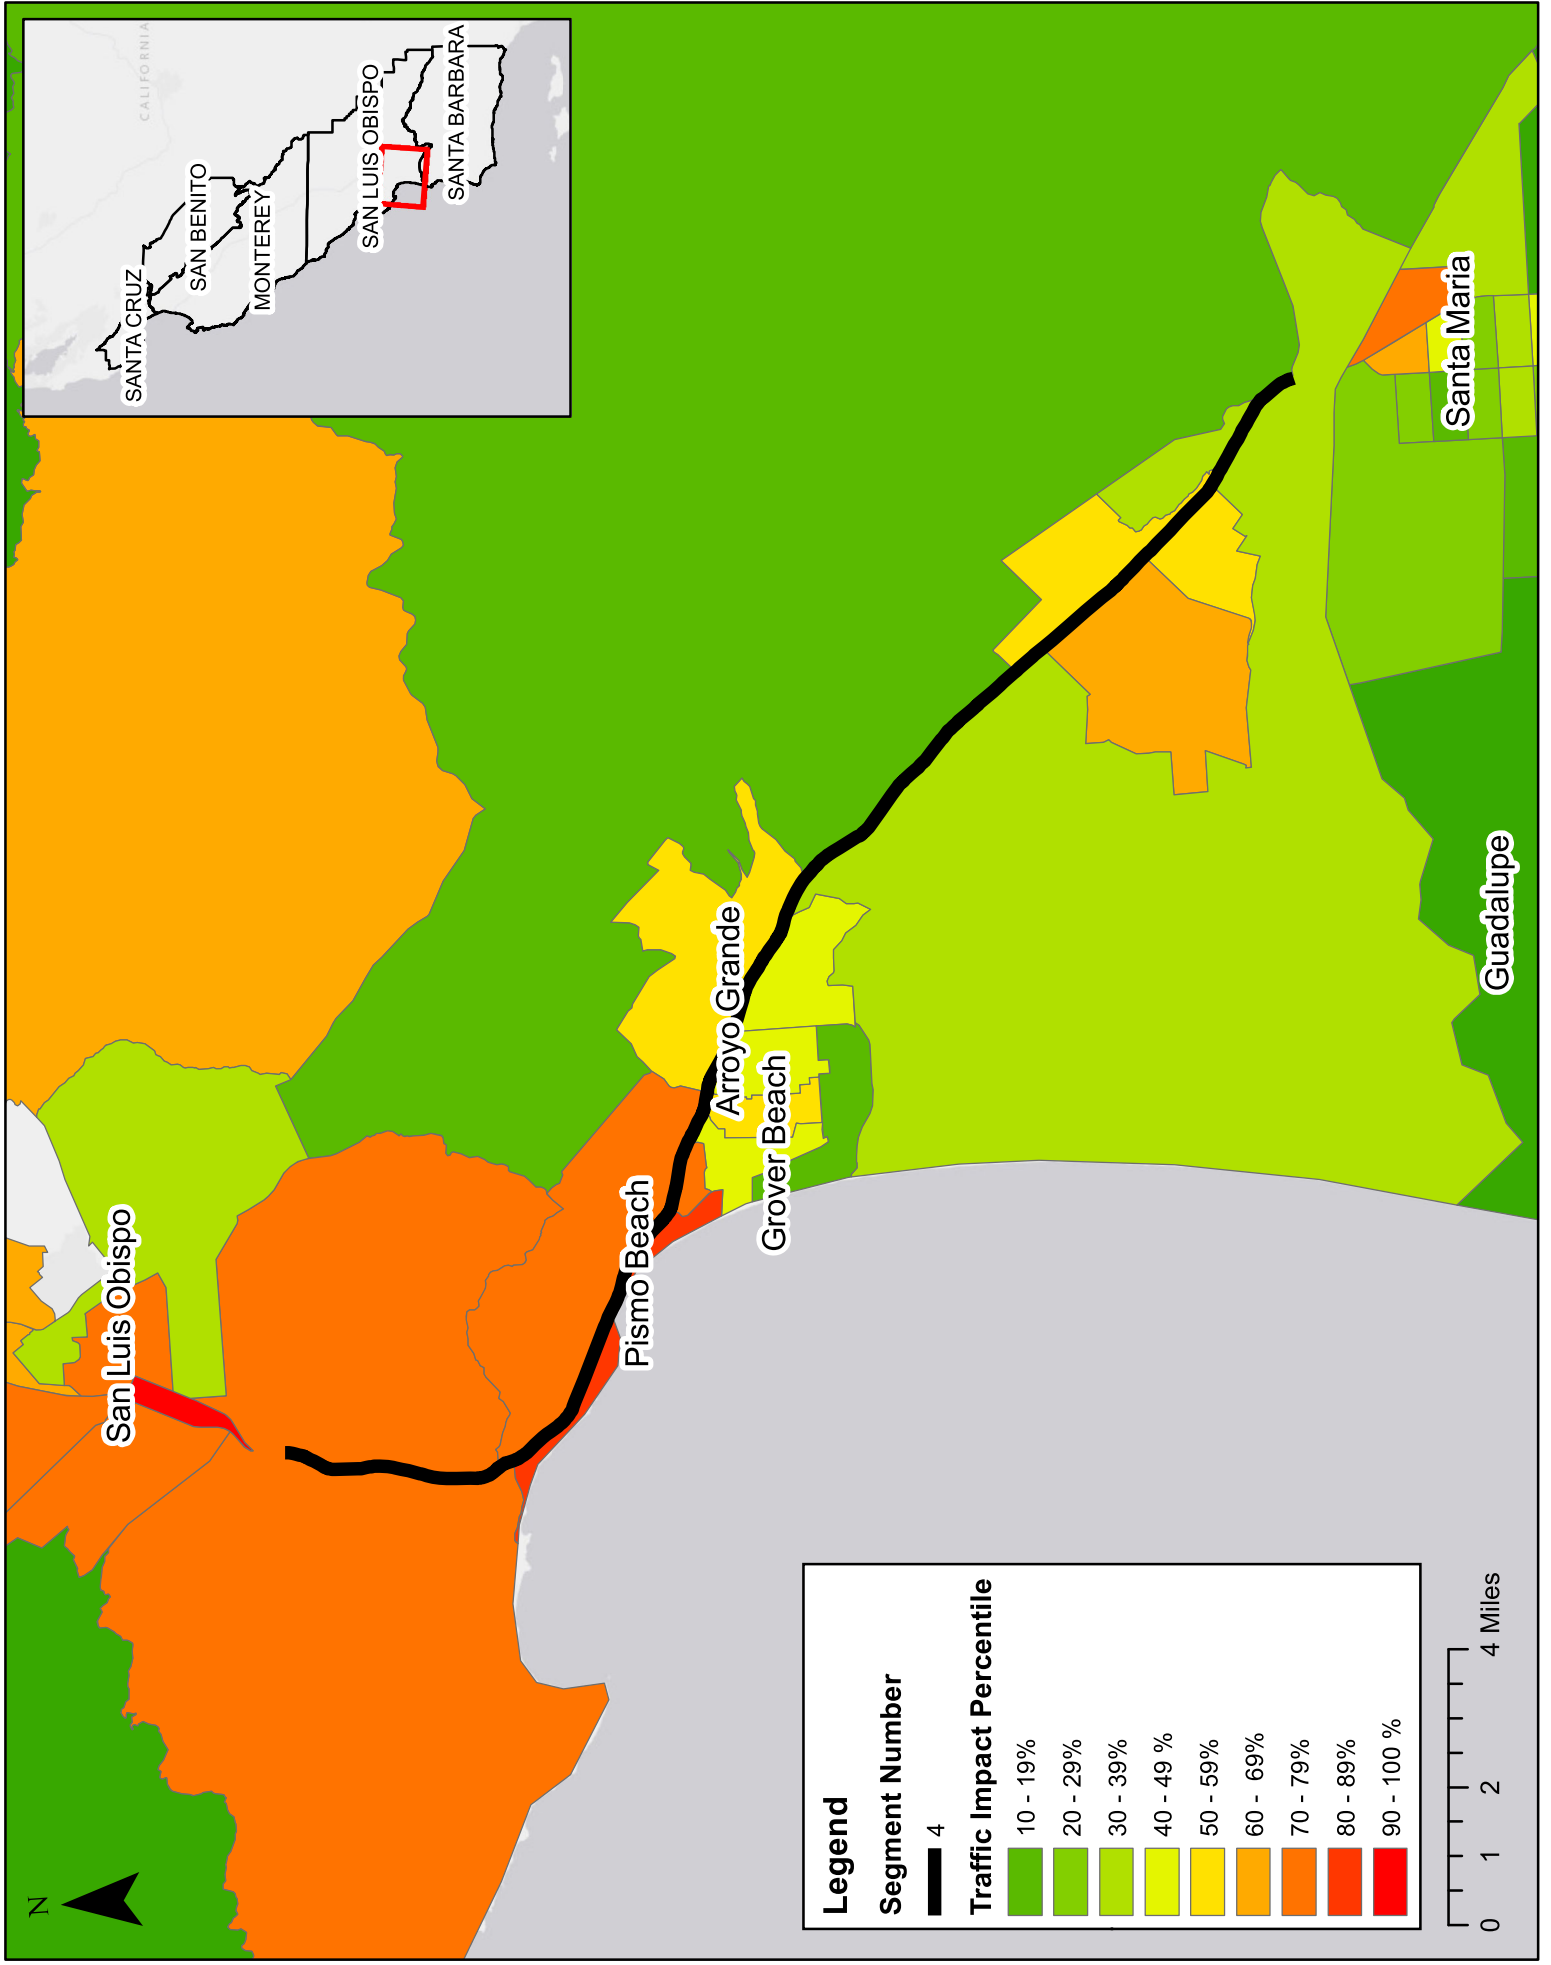 CALIFORNIA
SANTA CRUZ
SAN BENITO
MONTEREY
SAN LUIS OBISPO
SANTA BARBARA
San Luis Obispo
Pismo Beach
Arroyo Grande
Grover Beach
Santa Maria
Guadalupe
N
Legend
Segment Number
4
Traffic Impact Percentile
10 - 19%
20 - 29%
30 - 39%
40 - 49 %
50 - 59%
60 - 69%
70 - 79%
80 - 89%
90 - 100 %
0 1 2 4 Miles